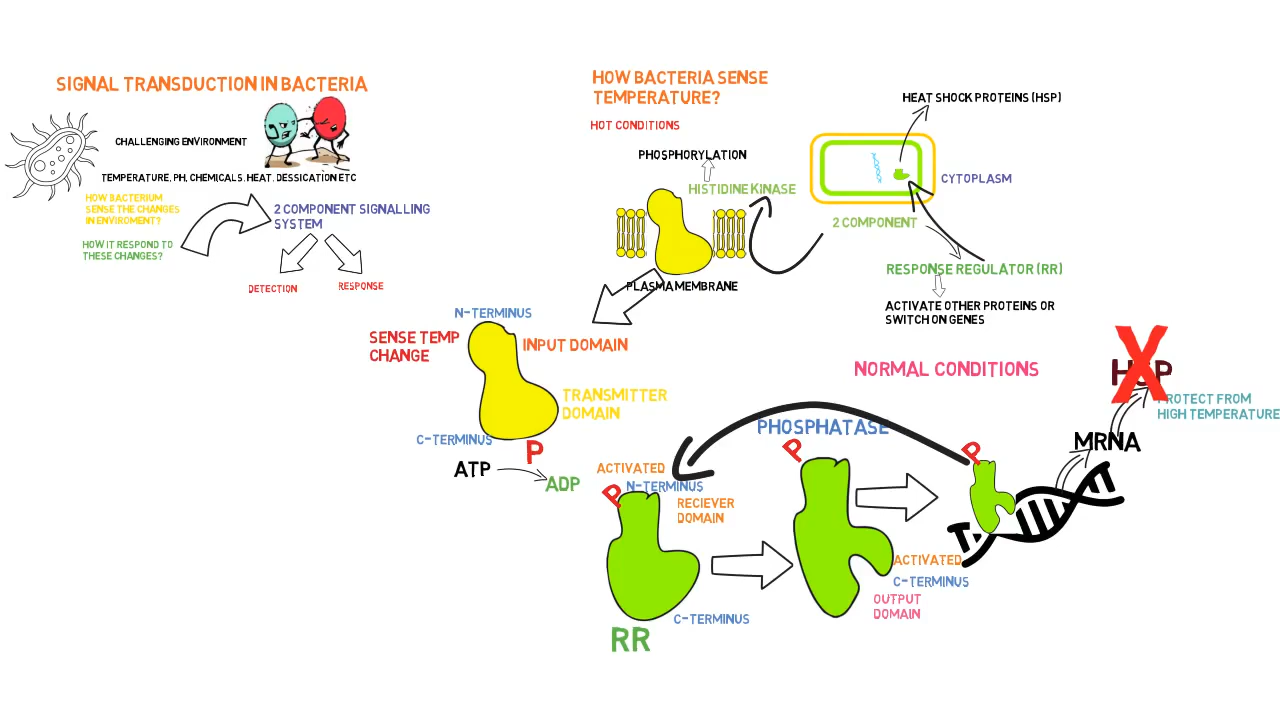 SIGNAL TRANSDUCTION IN BACTERIA
CHALLENGING ENVIRONMENT
TEMPERATURE, PH, CHEMICALS, HEAT, DESSICATION ETC
HOW BACTERIUM
SENSE THE CHANGES
IN ENVIROMENT?
HOW IT RESPOND TO
THESE CHANGES?
2 COMPONENT SIGNALLING
SYSTEM
DETECTION
RESPONSE
HOW BACTERIA SENSE
TEMPERATURE?
HOT CONDITIONS
PHOSPHORYLATION
HISTIDINE KINASE
PLASMA MEMBRANE
HEAT SHOCK PROTEINS (HSP)
CYTOPLASM
2 COMPONENT
RESPONSE REGULATOR (RR)
ACTIVATE OTHER PROTEINS OR
SWITCH ON GENES
N-TERMINUS
SENSE TEMP
CHANGE
INPUT DOMAIN
TRANSMITTER
DOMAIN
C-TERMINUS
P
ATP
ADP
NORMAL CONDITIONS
PHOSPHATASE
ACTIVATED
P
N-TERMINUS
RECIEVER
DOMAIN
C-TERMINUS
RR
P
ACTIVATED
C-TERMINUS
OUTPUT
DOMAIN
P
MRNA
HSP
X
PROTECT FROM
HIGH TEMPERATURE